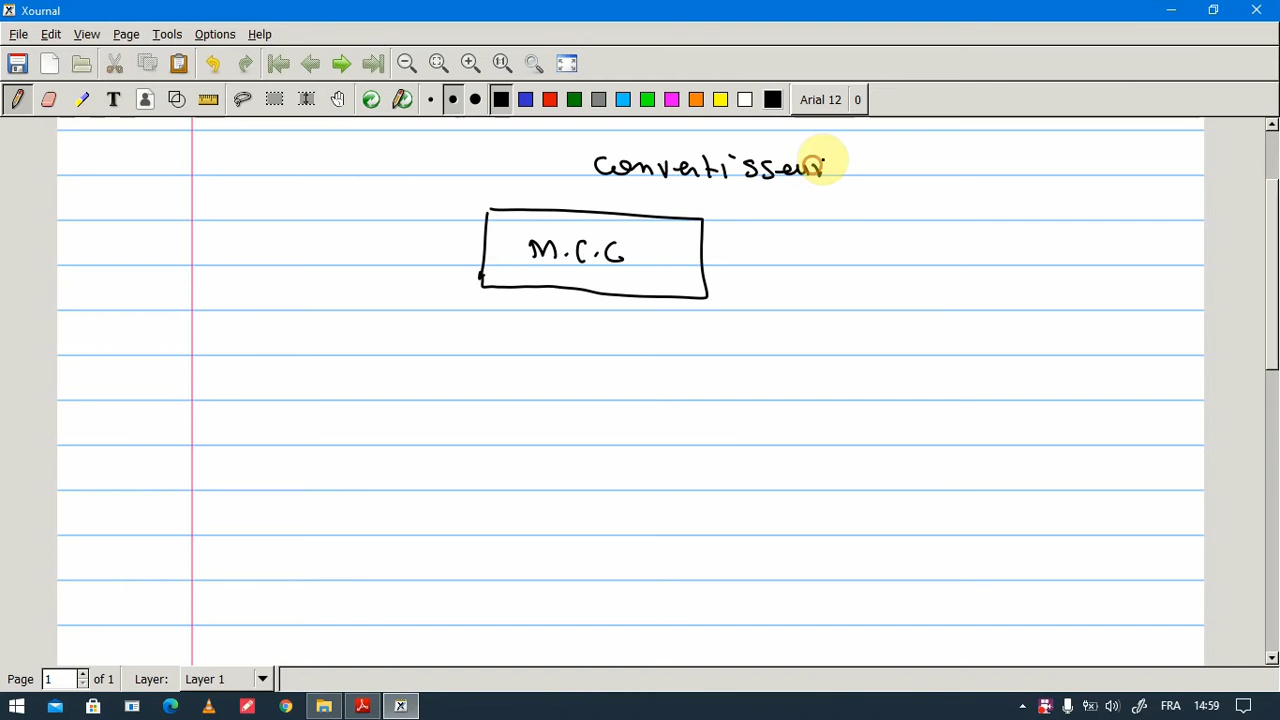 Xournal
File Edit View Page Tools Options Help
Arial 12 0
convertisseur
M.C.C
Page 1 of 1 Layer: Layer 1
FRA 14:59